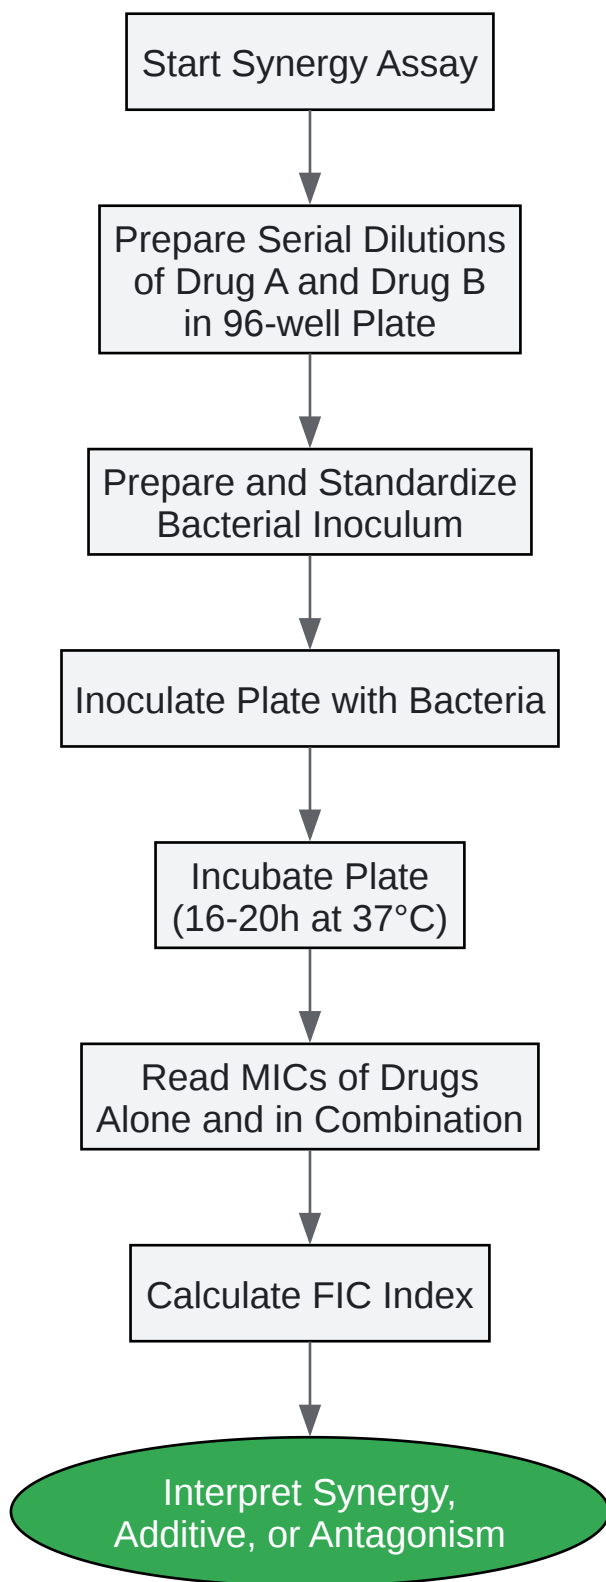 Start Synergy Assay
Prepare Serial Dilutions
of Drug A and Drug B
in 96-well Plate
Prepare and Standardize
Bacterial Inoculum
Inoculate Plate with Bacteria
Incubate Plate
(16-20h at 37°C)
Read MICs of Drugs
Alone and in Combination
Calculate FIC Index
Interpret Synergy,
Additive, or Antagonism